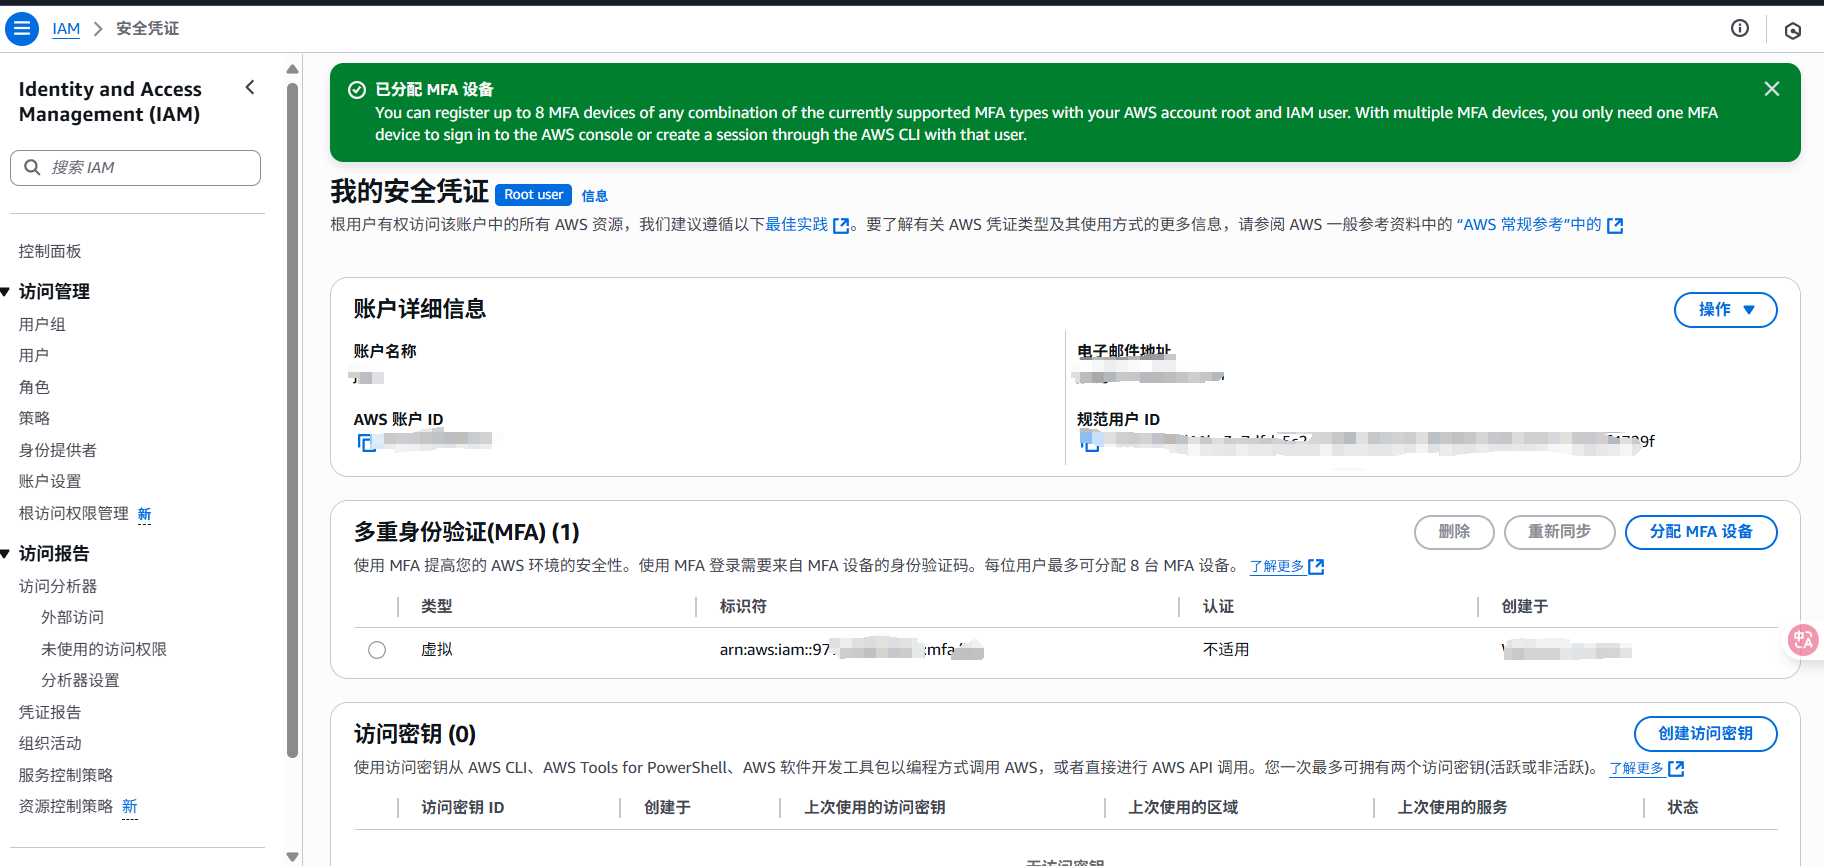 IAM > 安全凭证
Identity and Access
Management (IAM)
搜索 IAM
控制面板
访问管理
用户组
用户
角色
策略
身份提供者
账户设置
根访问权限管理 新
访问报告
访问分析器
外部访问
未使用的访问权限
分析器设置
凭证报告
组织活动
服务控制策略
资源控制策略 新
已分配 MFA 设备
You can register up to 8 MFA devices of any combination of the currently supported MFA types with your AWS account root and IAM user. With multiple MFA devices, you only need one MFA
device to sign in to the AWS console or create a session through the AWS CLI with that user.
我的安全凭证 Root user 信息
根用户有权访问该账户中的所有 AWS 资源，我们建议遵循以下最佳实践。要了解有关 AWS 凭证类型及其使用方式的更多信息，请参阅 AWS 一般参考资料中的 “AWS 常规参考”中的
账户详细信息 操作
账户名称
电子邮件地址
AWS 账户 ID
规范用户 ID
多重身份验证(MFA) (1) 删除 重新同步 分配 MFA 设备
使用 MFA 提高您的 AWS 环境的安全性。使用 MFA 登录需要来自 MFA 设备的身份验证码。每位用户最多可分配 8 台 MFA 设备。 了解更多
类型 标识符 认证 创建于
虚拟 arn:aws:iam::97 :mfa 不适用
访问密钥 (0) 创建访问密钥
使用访问密钥从 AWS CLI、AWS Tools for PowerShell、AWS 软件开发工具包以编程方式调用 AWS，或者直接进行 AWS API 调用。您一次最多可拥有两个访问密钥(活跃或非活跃)。 了解更多
访问密钥 ID 创建于 上次使用的访问密钥 上次使用的区域 上次使用的服务 状态